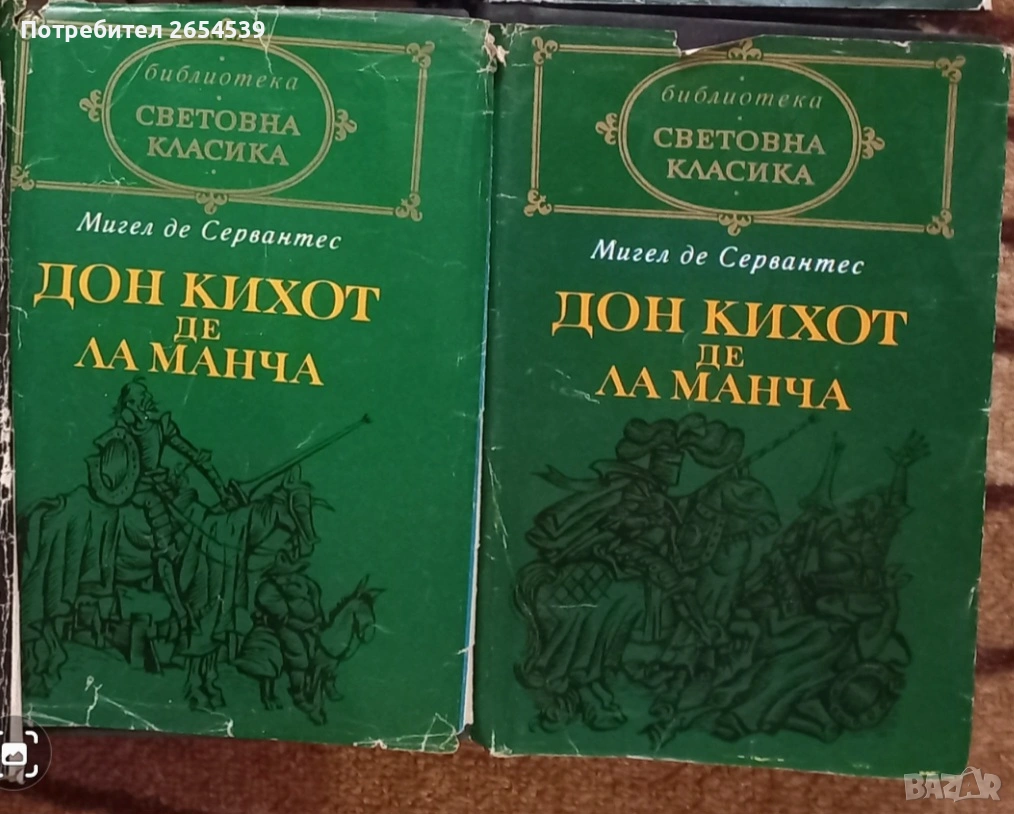 Потребител 2654539
библиотека
СВЕТОВНА
КЛАСИКА
Мигел де Сервантес
ДОН КИХОТ
ДЕ
ЛА МАНЧА
библиотека
СВЕТОВНА
КЛАСИКА
Мигел де Сервантес
ДОН КИХОТ
ДЕ
ЛА МАНЧА
BAZAR